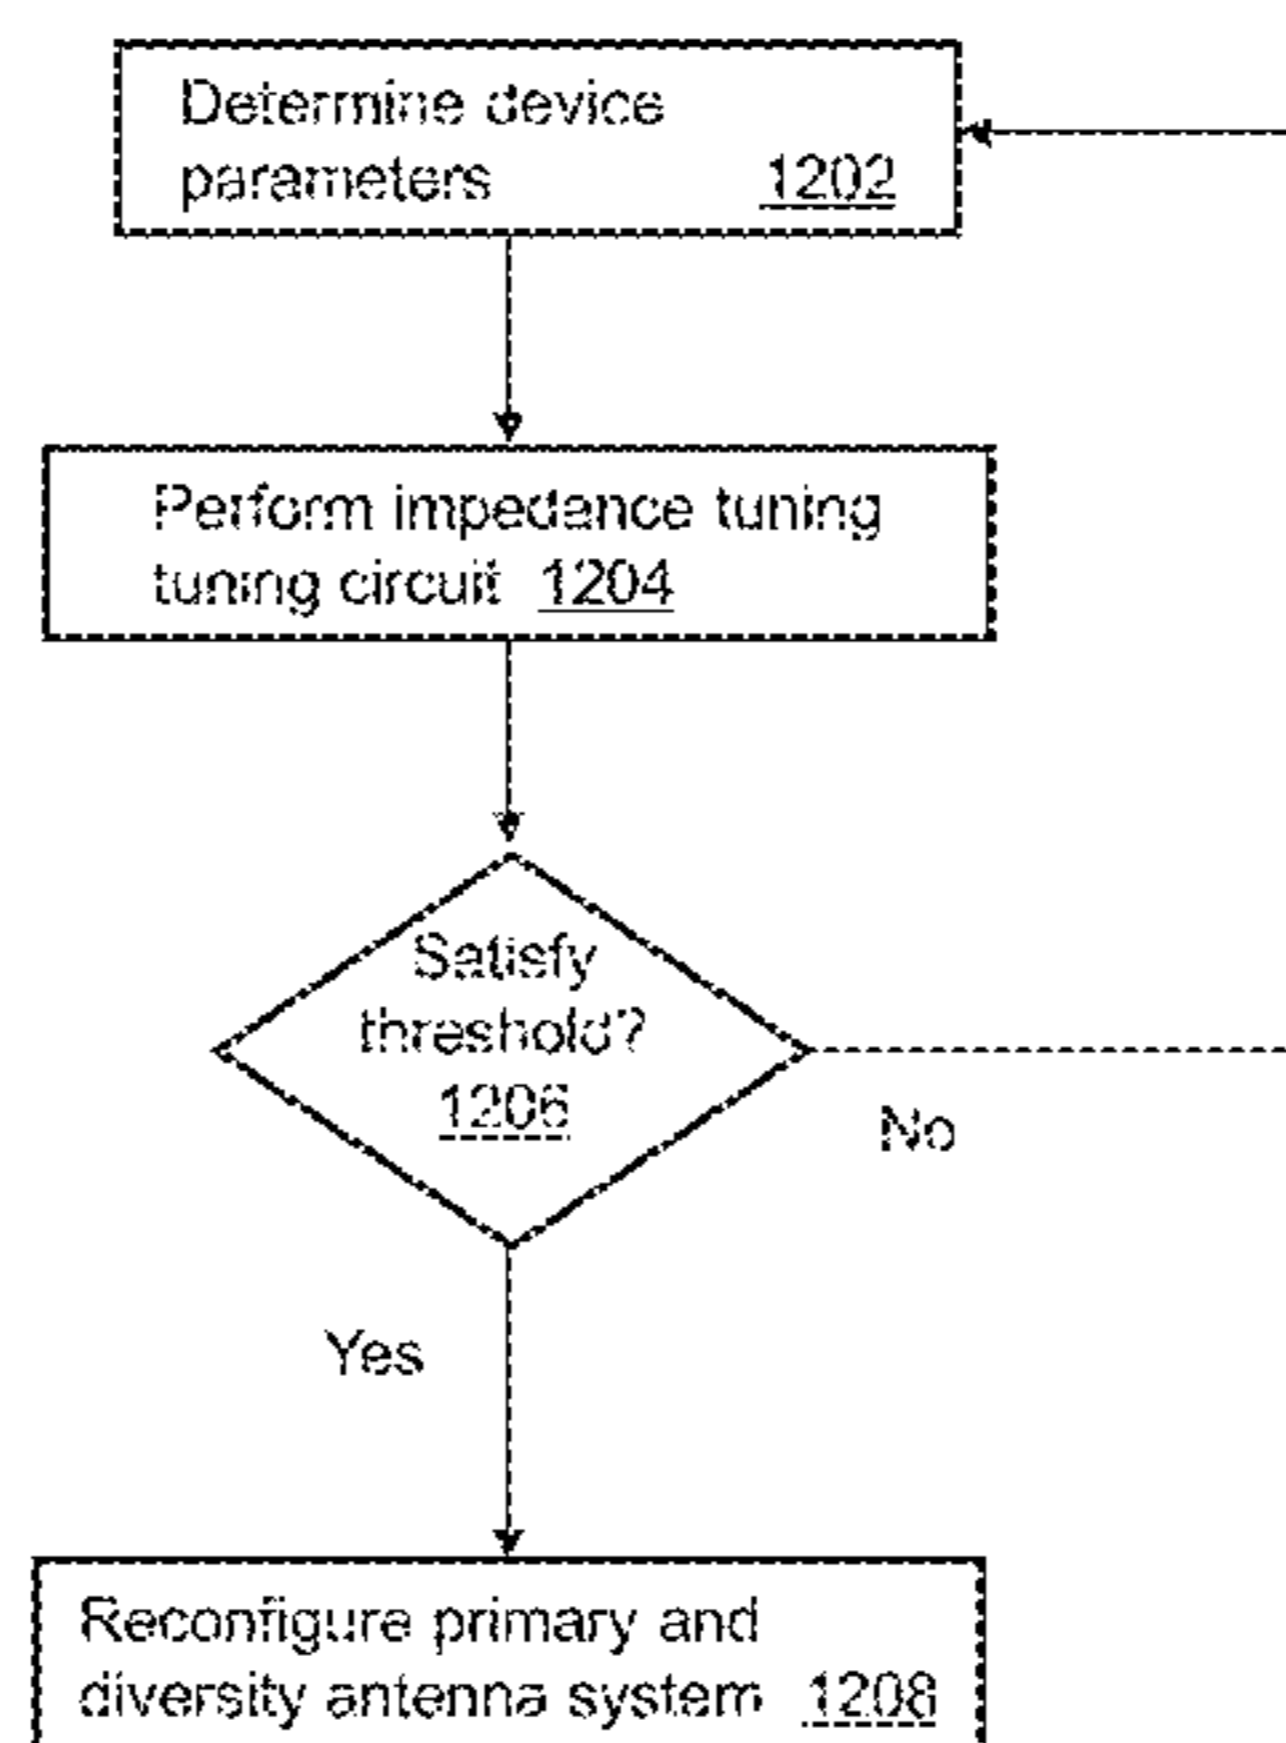 Determine device
parameters 1202
Perform impedance tuning
tuning circuit 1204
Satisfy
threshold?
1206
No
Yes
Reconfigure primary and
diversity antenna system 1208